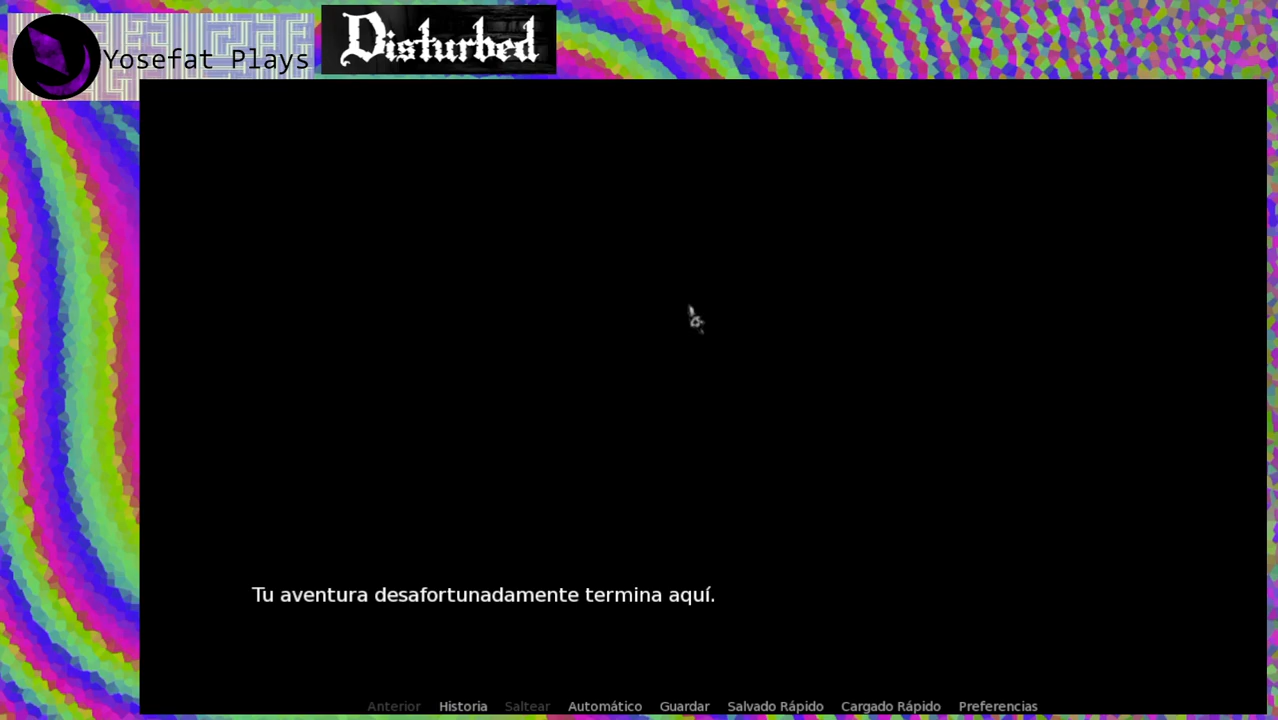 Yosefat Plays
Disturbed
Tu aventura desafortunadamente termina aquí.
Anterior Historia Saltear Automático Guardar Salvado Rápido Cargado Rápido Preferencias